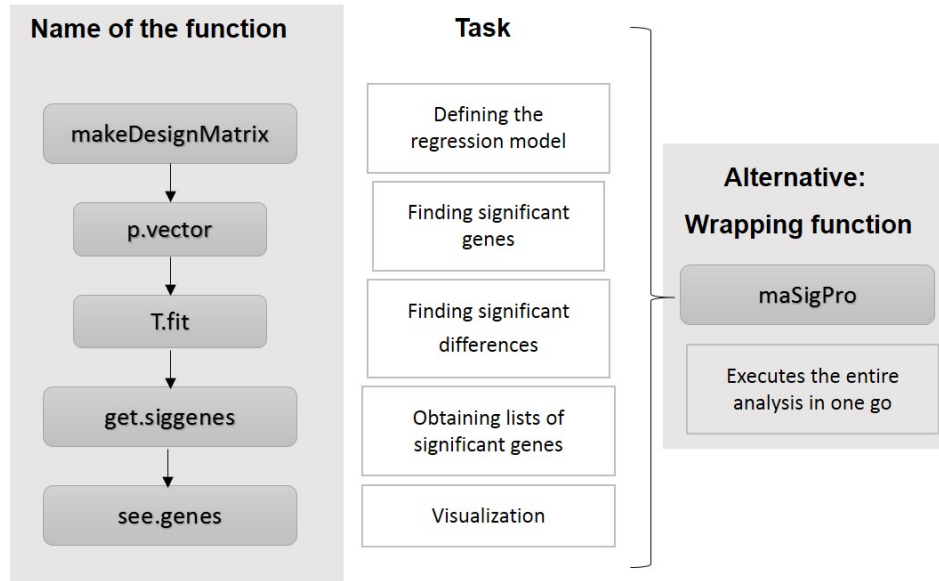 Name of the function
Task
makeDesignMatrix
Defining the
regression model
p.vector
Finding significant
genes
T.fit
Finding significant
differences
get.siggenes
Obtaining lists of
significant genes
see.genes
Visualization
Alternative:
Wrapping function
maSigPro
Executes the entire
analysis in one go